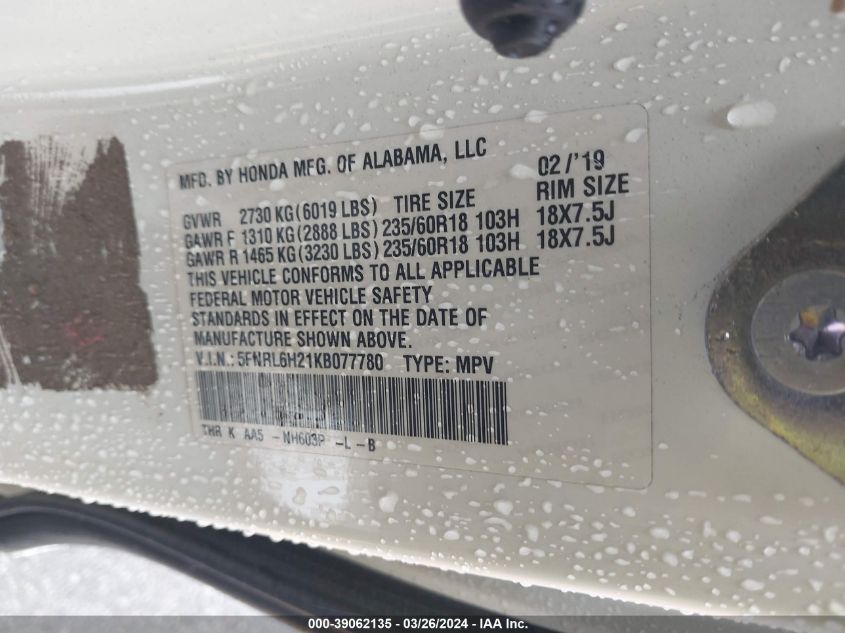 MFD. BY HONDA MFG. OF ALABAMA, LLC 02/'19
GVWR 2730 KG(6019 LBS) TIRE SIZE RIM SIZE
GAWR F 1310 KG(2888 LBS)235/60R18 103H 18X7.5J
GAWR R 1465 KG(3230 LBS)235/60R18 103H 18X7.5J
THIS VEHICLE CONFORMS TO ALL APPLICABLE
FEDERAL MOTOR VEHICLE SAFETY
STANDARDS IN EFFECT ON THE DATE OF
MANUFACTURE SHOWN ABOVE.
V.I.N.: 5FNRL6H21KB077780 TYPE: MPV
THR K AA5 -NH603P -L -B
000-39062135 - 03/26/2024 - IAA Inc.